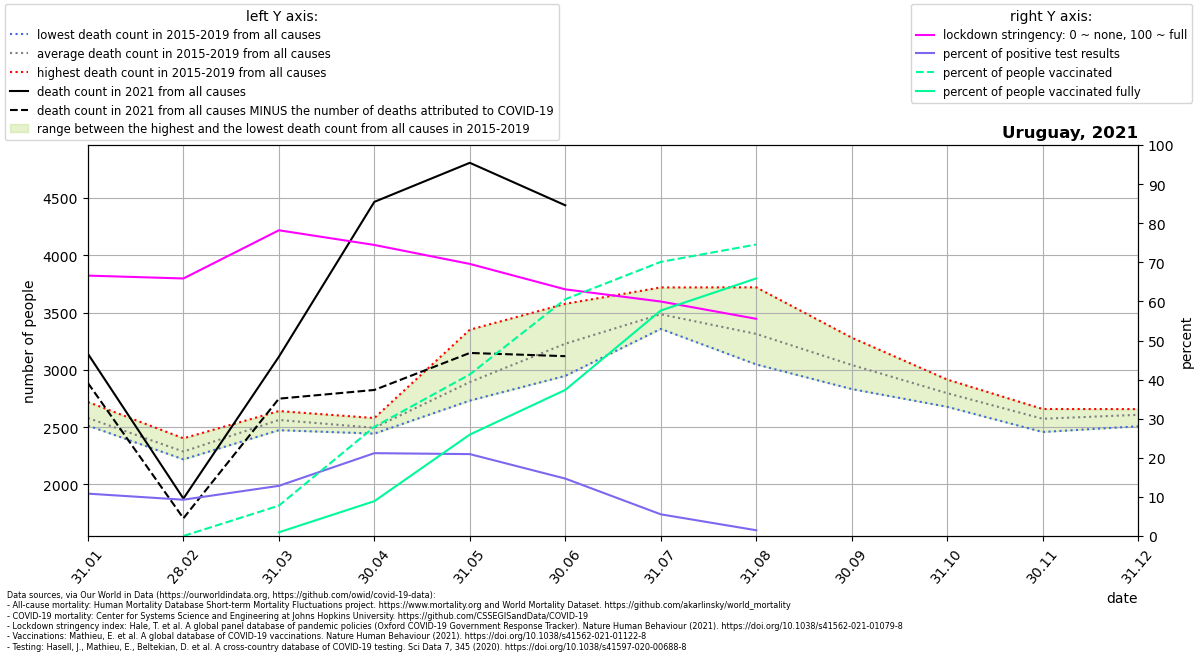 left Y axis:
lowest death count in 2015-2019 from all causes
average death count in 2015-2019 from all causes
highest death count in 2015-2019 from all causes
death count in 2021 from all causes
death count in 2021 from all causes MINUS the number of deaths attributed to COVID-19
range between the highest and the lowest death count from all causes in 2015-2019
right Y axis:
lockdown stringency: 0 ~ none, 100 ~ full
percent of positive test results
percent of people vaccinated
percent of people vaccinated fully
Uruguay, 2021
number of people
4500
4000
3500
3000
2500
2000
100
90
80
70
60
50
40
30
20
10
0
percent
31.01
28.02
31.03
30.04
31.05
30.06
31.07
31.08
30.09
31.10
30.11
31.12
date
Data sources, via Our World in Data (https://ourworldindata.org, https://github.com/owid/covid-19-data):
- All-cause mortality: Human Mortality Database Short-term Mortality Fluctuations project. https://www.mortality.org and World Mortality Dataset. https://github.com/akarlinsky/world_mortality
- COVID-19 mortality: Center for Systems Science and Engineering at Johns Hopkins University. https://github.com/CSSEGISandData/COVID-19
- Lockdown stringency index: Hale, T. et al. A global panel database of pandemic policies (Oxford COVID-19 Government Response Tracker). Nature Human Behaviour (2021). https://doi.org/10.1038/s41562-021-01079-8
- Vaccinations: Mathieu, E. et al. A global database of COVID-19 vaccinations. Nature Human Behaviour (2021). https://doi.org/10.1038/s41562-021-01122-8
- Testing: Hasell, J., Mathieu, E., Beltekian, D. et al. A cross-country database of COVID-19 testing. Sci Data 7, 345 (2020). https://doi.org/10.1038/s41597-020-00688-8